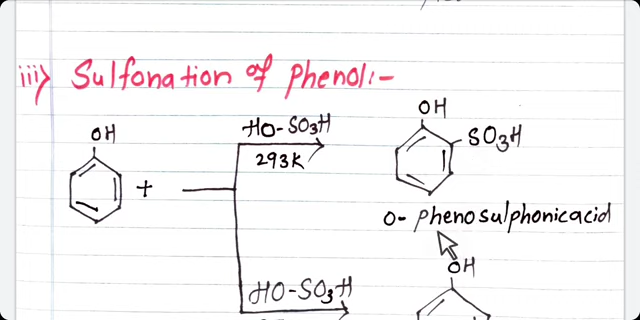 iii) Sulfonation of Phenol:-
OH
+
HO-SO3H
293K
OH
SO3H
o- phenosulphonicacid
HO-SO3H
OH